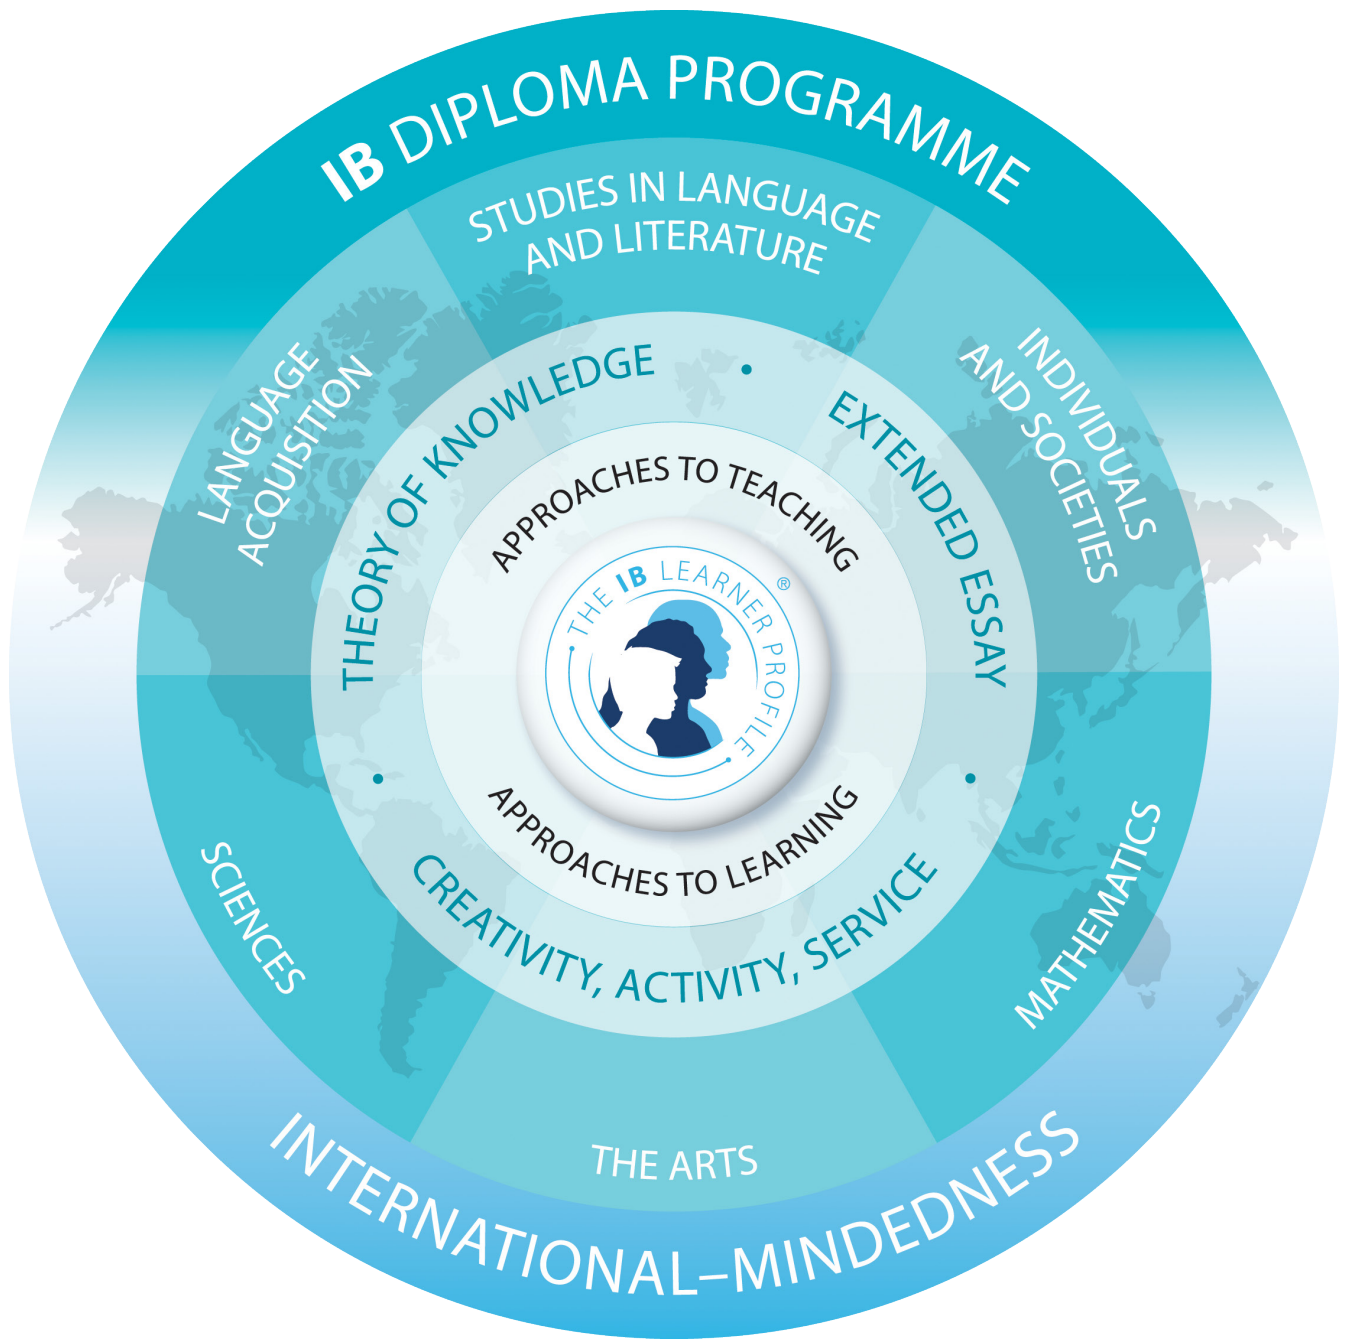 IB DIPLOMA PROGRAMME
STUDIES IN LANGUAGE
AND LITERATURE
LANGUAGE
ACQUISITION
INDIVIDUALS
AND SOCIETIES
THEORY OF KNOWLEDGE
•
EXTENDED ESSAY
APPROACHES TO TEACHING
• THE IB LEARNER PROFILE •
®
APPROACHES TO LEARNING
•
CREATIVITY, ACTIVITY, SERVICE
•
SCIENCES
MATHEMATICS
THE ARTS
INTERNATIONAL–MINDEDNESS